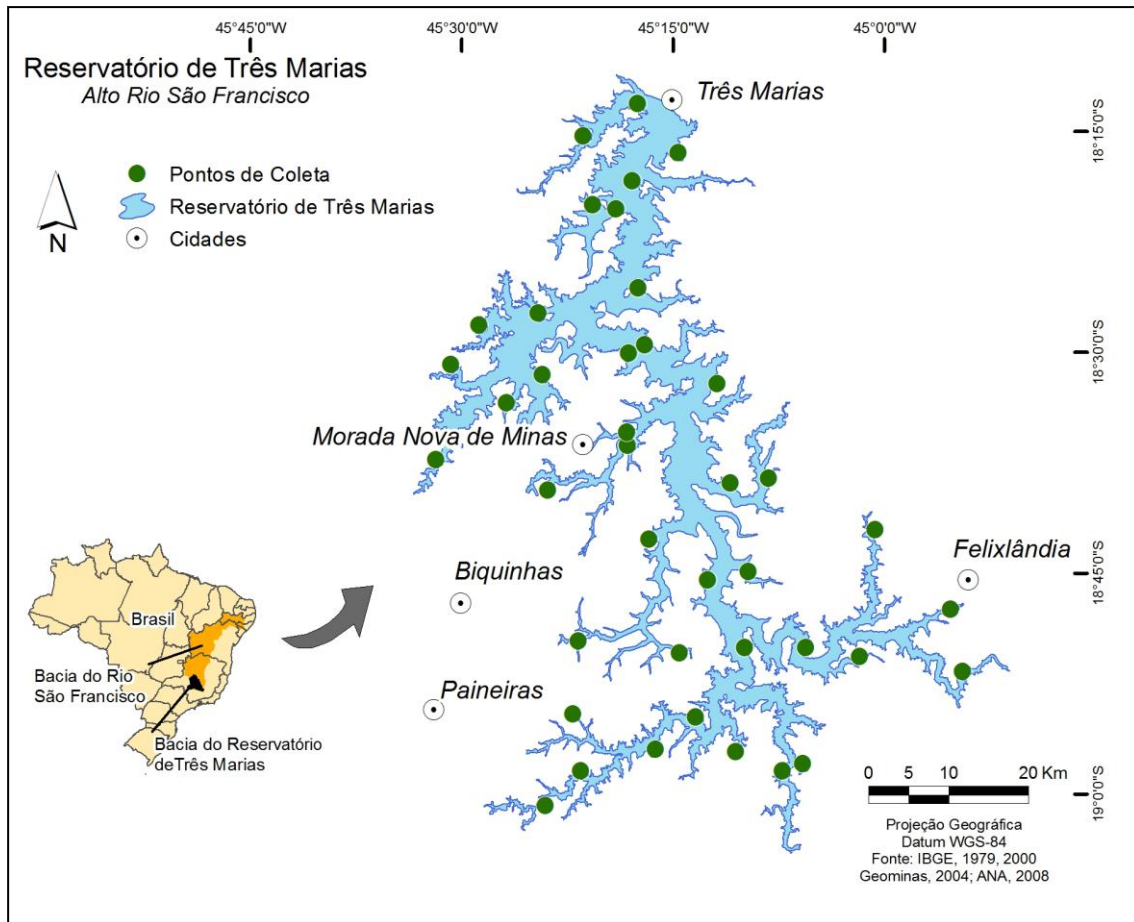 45°45'0"W
45°30'0"W
45°15'0"W
45°0'0"W
Reservatório de Três Marias
Alto Rio São Francisco
Três Marias
18°15'0"S
Pontos de Coleta
Reservatório de Três Marias
Cidades
N
18°30'0"S
Morada Nova de Minas
Felixlândia
Biquinhas
18°45'0"S
Brasil
Bacia do Rio
São Francisco
Paineiras
Bacia do Reservatório
deTrês Marias
0 5 10 20 Km
19°0'0"S
Projeção Geográfica
Datum WGS-84
Fonte: IBGE, 1979, 2000
Geominas, 2004; ANA, 2008